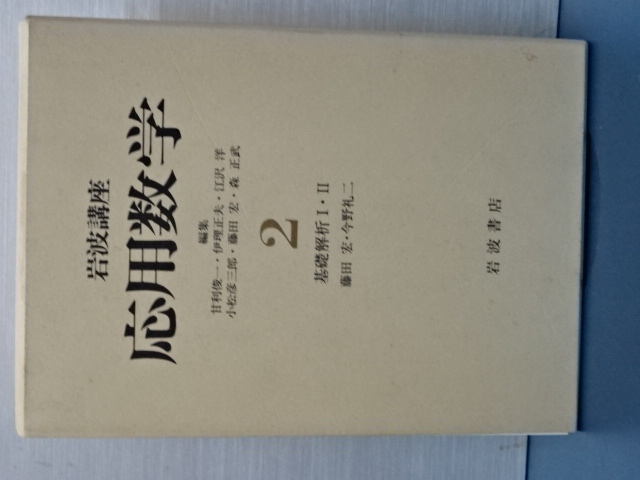 岩波講座
応用数学
編集
甘利俊一・伊理正夫・江沢 洋
小松彦三郎・藤田 宏・森 正武
2
基礎解析 I・II
藤田 宏・今野礼二
岩波書店